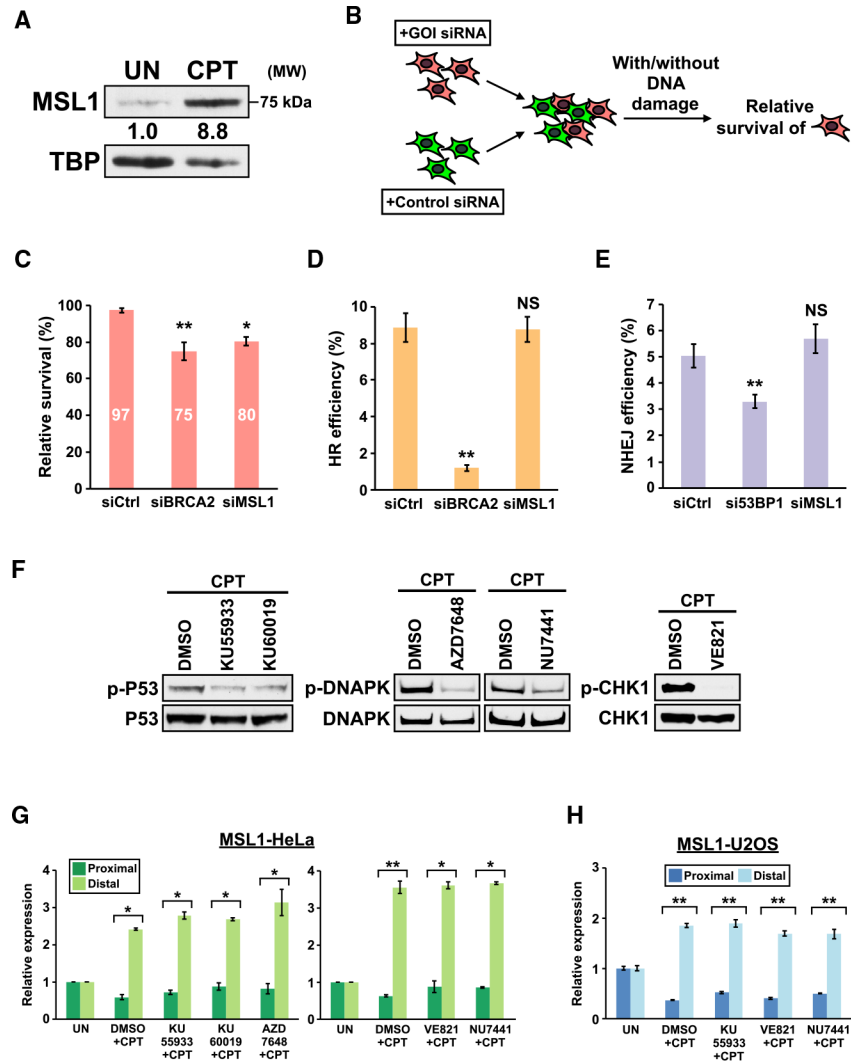 A
UN CPT (MW)
MSL1
75 kDa
1.0 8.8
TBP
B
+GOI siRNA
+Control siRNA
With/without
DNA
damage
Relative
survival of
C
Relative survival (%)
100
80
60
40
20
0
**
*
97
75
80
siCtrl siBRCA2 siMSL1
D
HR efficiency (%)
10
8
6
4
2
0
**
NS
siCtrl siBRCA2 siMSL1
E
NHEJ efficiency (%)
7
6
5
4
3
2
1
0
**
NS
siCtrl si53BP1 siMSL1
F
CPT
DMSO
KU55933
KU60019
p-P53
P53
CPT
DMSO
AZD7648
CPT
DMSO
NU7441
p-DNAPK
DNAPK
CPT
DMSO
VE821
p-CHK1
CHK1
G
MSL1-HeLa
Proximal
Distal
Relative expression
4
3
2
1
0
* * * *
UN
DMSO +CPT
KU 55933 +CPT
KU 60019 +CPT
AZD 7648 +CPT
4
3
2
1
0
** * *
UN
DMSO +CPT
VE821 +CPT
NU7441 +CPT
H
MSL1-U2OS
Proximal Distal
Relative expression
3
2
1
0
** ** ** **
UN
DMSO +CPT
KU 55933 +CPT
VE821 +CPT
NU7441 +CPT